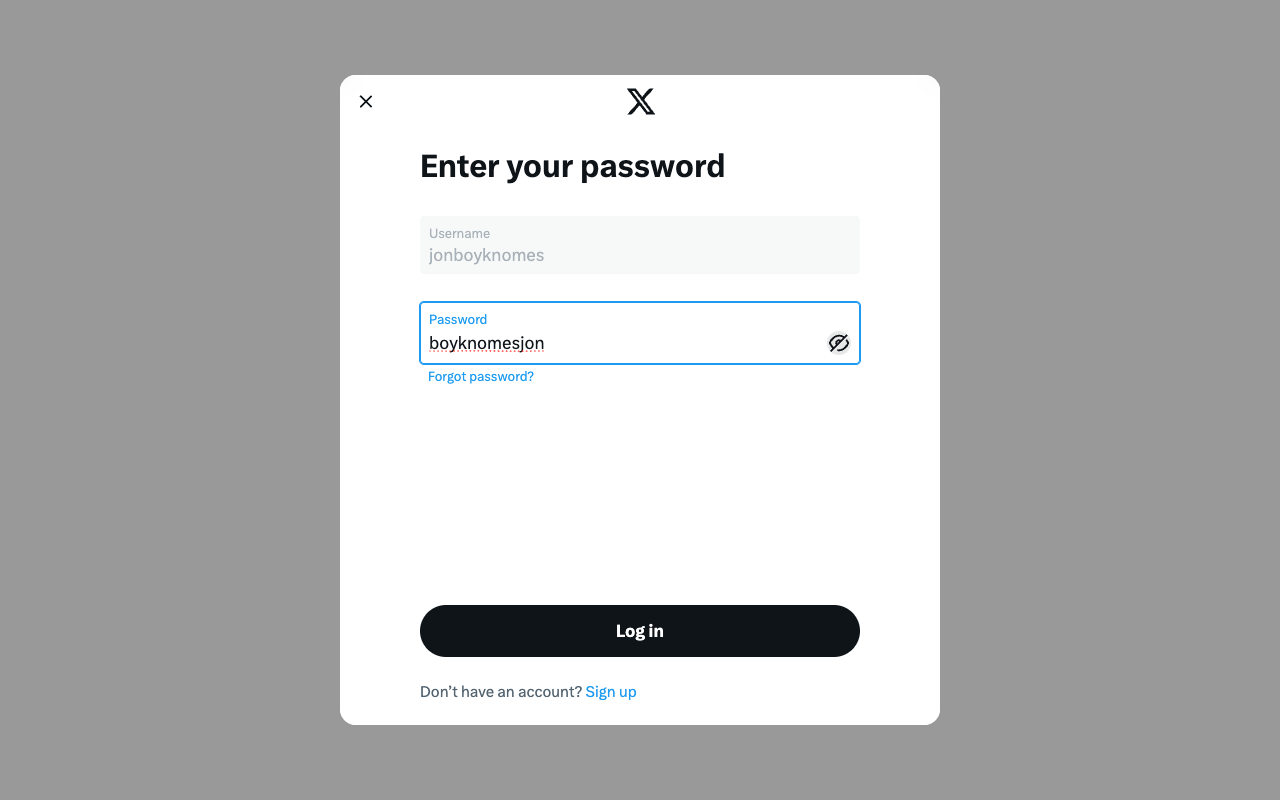 Enter your password
Username
jonboyknomes
Password
boyknomesjon
Forgot password?
Log in
Don’t have an account? Sign up